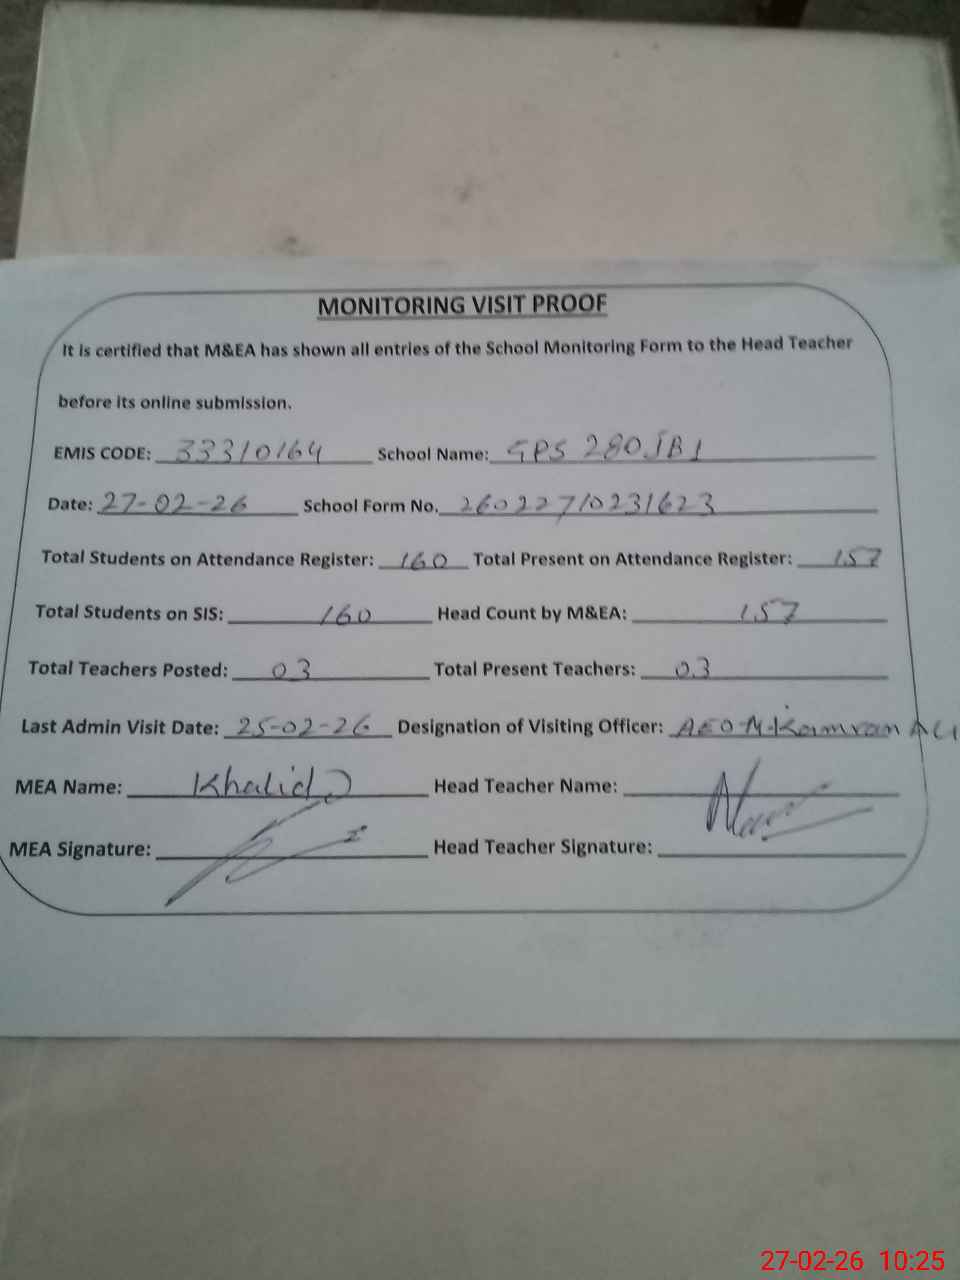 MONITORING VISIT PROOF
It is certified that M&EA has shown all entries of the School Monitoring Form to the Head Teacher
before its online submission.
EMIS CODE: 33310164 School Name: GPS 280JB1
Date: 27-02-26 School Form No. 26022710231623
Total Students on Attendance Register: 160 Total Present on Attendance Register: 157
Total Students on SIS: 160 Head Count by M&EA: 157
Total Teachers Posted: 03 Total Present Teachers: 03
Last Admin Visit Date: 25-02-26 Designation of Visiting Officer: AEO M.Kamran Ali
MEA Name: Khalid Head Teacher Name:
MEA Signature: Head Teacher Signature:
27-02-26 10:25